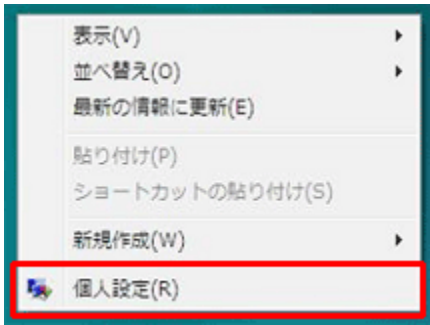 表示(V)
並べ替え(O)
最新の情報に更新(E)
貼り付け(P)
ショートカットの貼り付け(S)
新規作成(W)
個人設定(R)